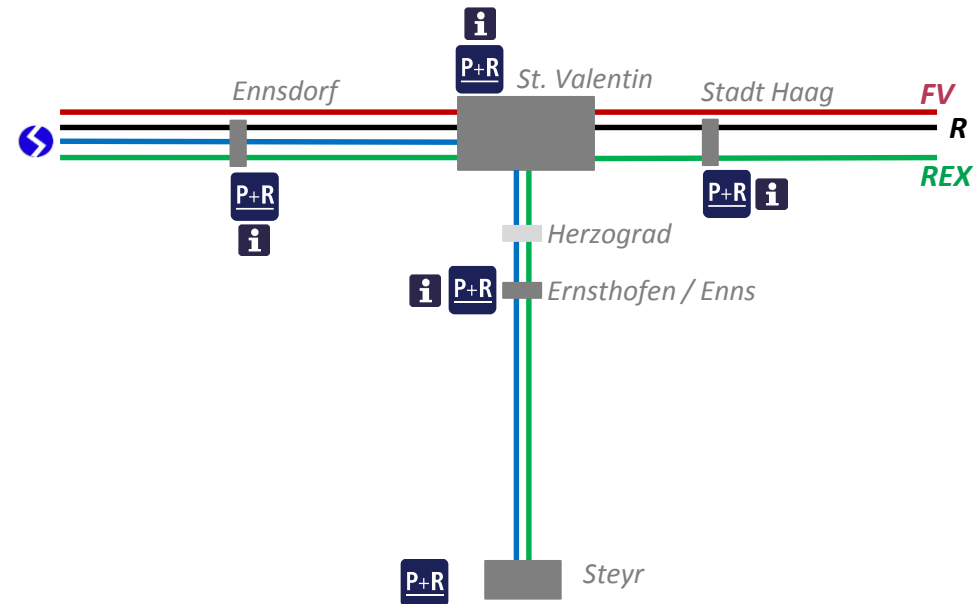 i
P+R
Ennsdorf
St. Valentin
Stadt Haag
FV
R
REX
P+R
i
P+R i
Herzograd
i P+R
Ernsthofen / Enns
P+R
Steyr